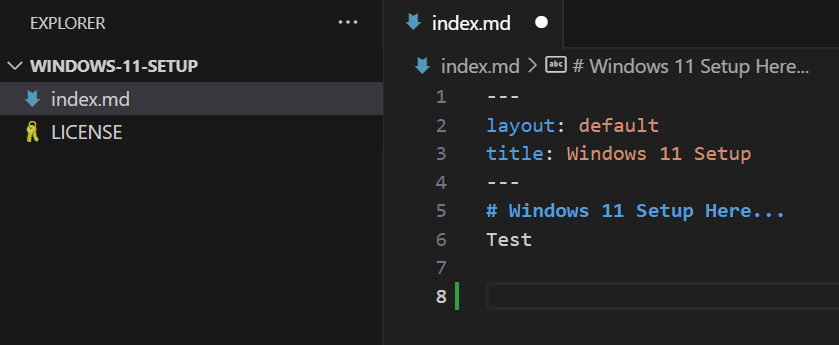 EXPLORER ...
WINDOWS-11-SETUP
index.md
LICENSE
index.md
index.md > abc # Windows 11 Setup Here...
1 ---
2 layout: default
3 title: Windows 11 Setup
4 ---
5 # Windows 11 Setup Here...
6 Test
7
8